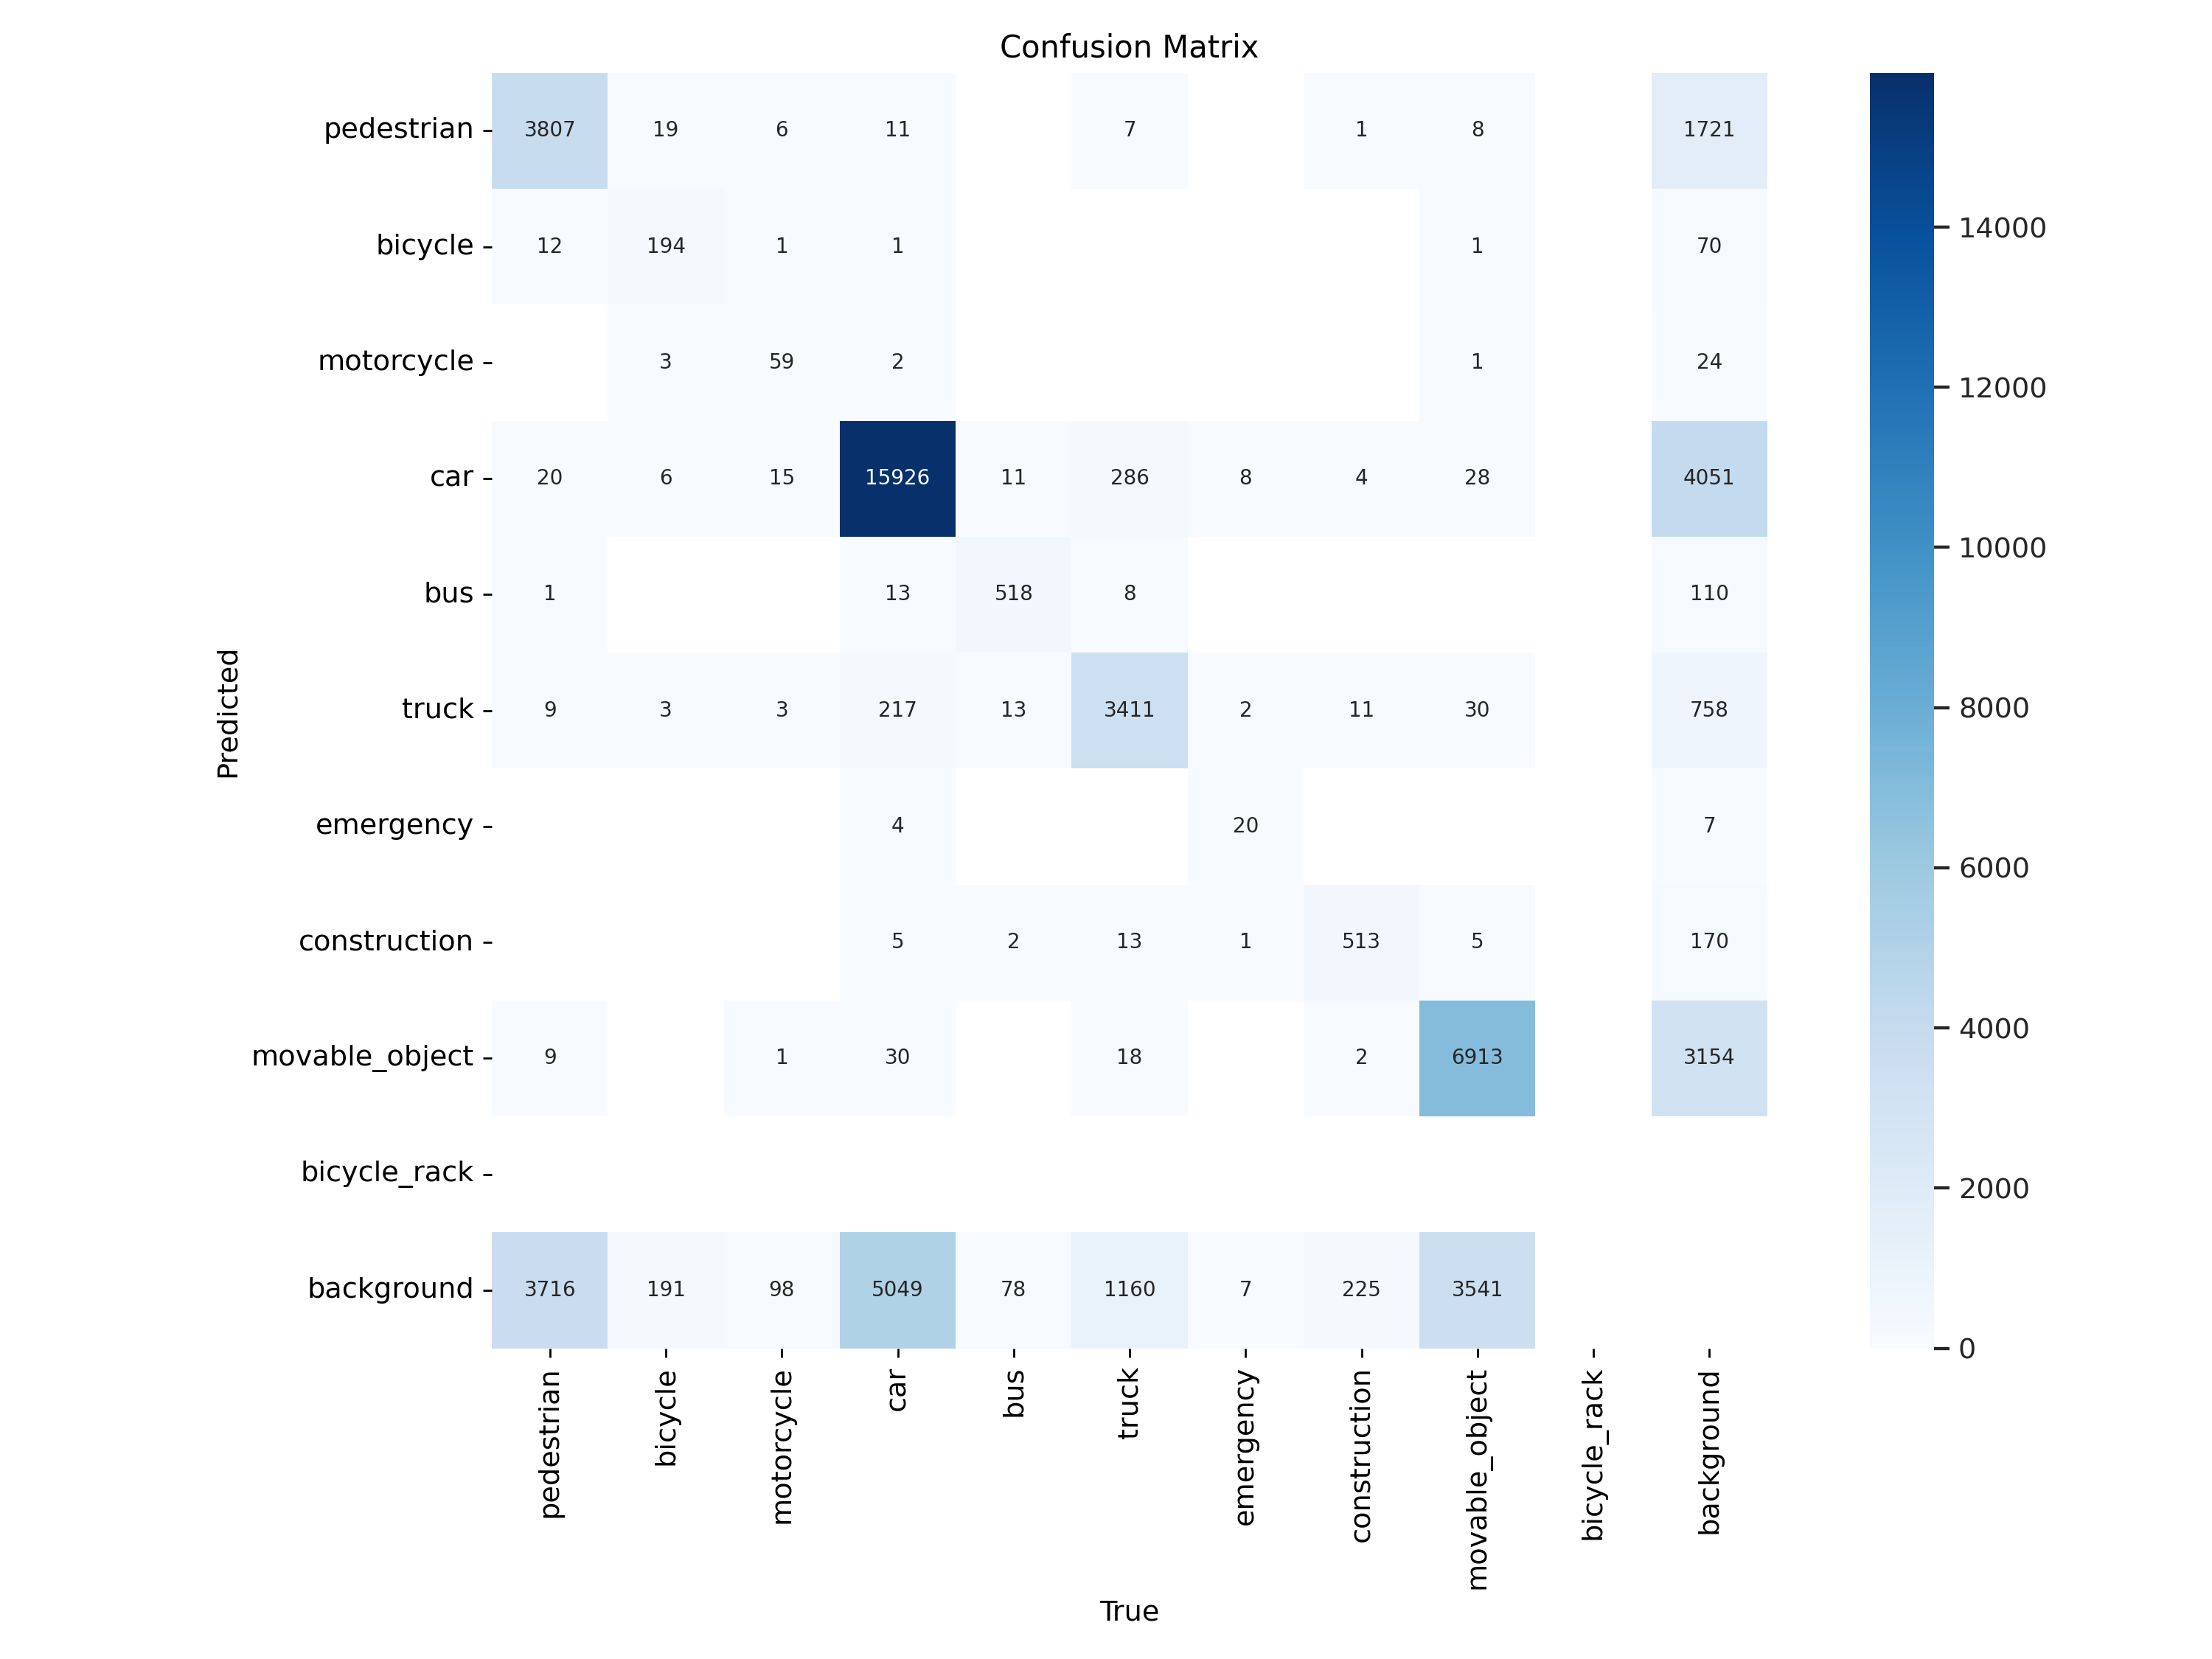 Confusion Matrix
pedestrian 3807 19 6 11 7 1 8 1721
bicycle 12 194 1 1 1 70
motorcycle 3 59 2 1 24
car 20 6 15 15926 11 286 8 4 28 4051
bus 1 13 518 8 110
truck 9 3 3 217 13 3411 2 11 30 758
emergency 4 20 7
construction 5 2 13 1 513 5 170
movable_object 9 1 30 18 2 6913 3154
bicycle_rack
background 3716 191 98 5049 78 1160 7 225 3541
Predicted
pedestrian bicycle motorcycle car bus truck emergency construction movable_object bicycle_rack background
True
14000
12000
10000
8000
6000
4000
2000
0